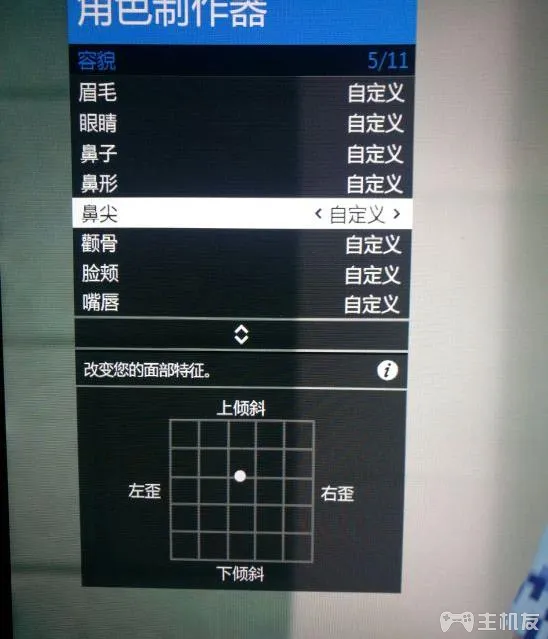 角色制作器
容貌 5/11
眉毛 自定义
眼睛 自定义
鼻子 自定义
鼻形 自定义
鼻尖 < 自定义 >
颧骨 自定义
脸颊 自定义
嘴唇 自定义
改变您的面部特征。
上倾斜
左歪 右歪
下倾斜
主机友